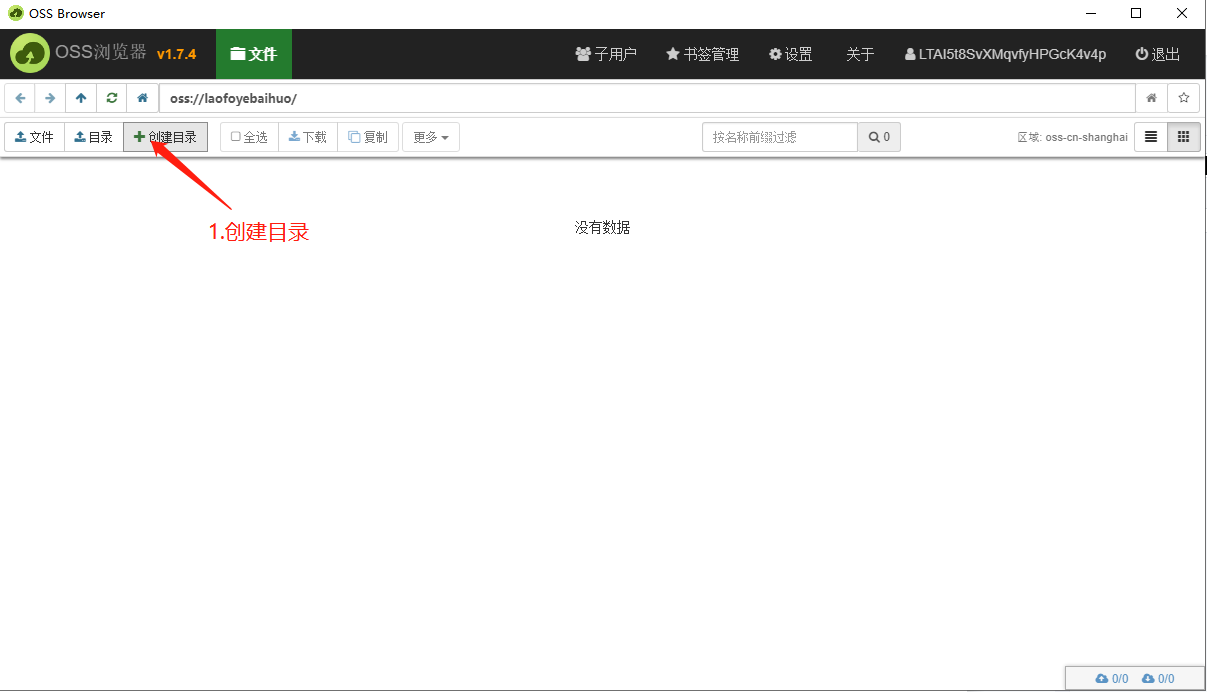 OSS Browser
OSS浏览器 v1.7.4 文件 子用户 书签管理 设置 关于 LTAI5t8SvXMqvfyHPGcK4v4p 退出
oss://laofoyebaihuo/
文件 目录 创建目录 全选 下载 复制 更多 按名称前缀过滤 0 区域: oss-cn-shanghai
1.创建目录
没有数据
0/0 0/0